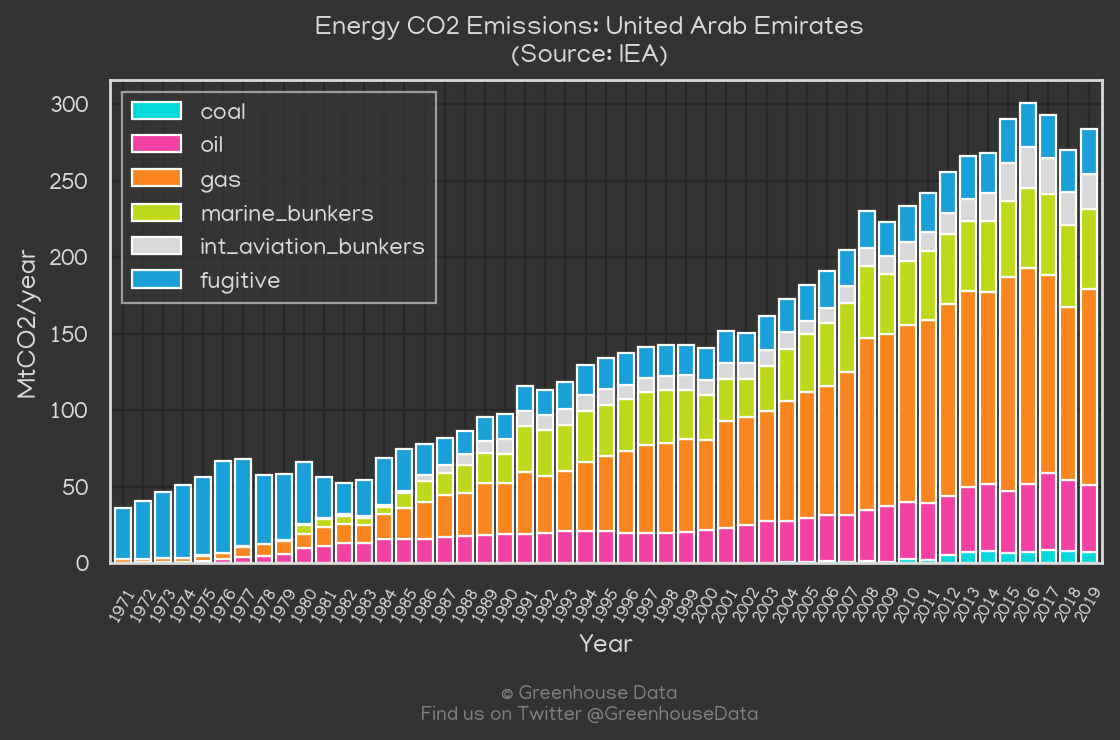 Energy CO2 Emissions: United Arab Emirates
(Source: IEA)
MtCO2/year
300
250
200
150
100
50
0
coal
oil
gas
marine_bunkers
int_aviation_bunkers
fugitive
1971 1972 1973 1974 1975 1976 1977 1978 1979 1980 1981 1982 1983 1984 1985 1986 1987 1988 1989 1990 1991 1992 1993 1994 1995 1996 1997 1998 1999 2000 2001 2002 2003 2004 2005 2006 2007 2008 2009 2010 2011 2012 2013 2014 2015 2016 2017 2018 2019
Year
© Greenhouse Data
Find us on Twitter @GreenhouseData